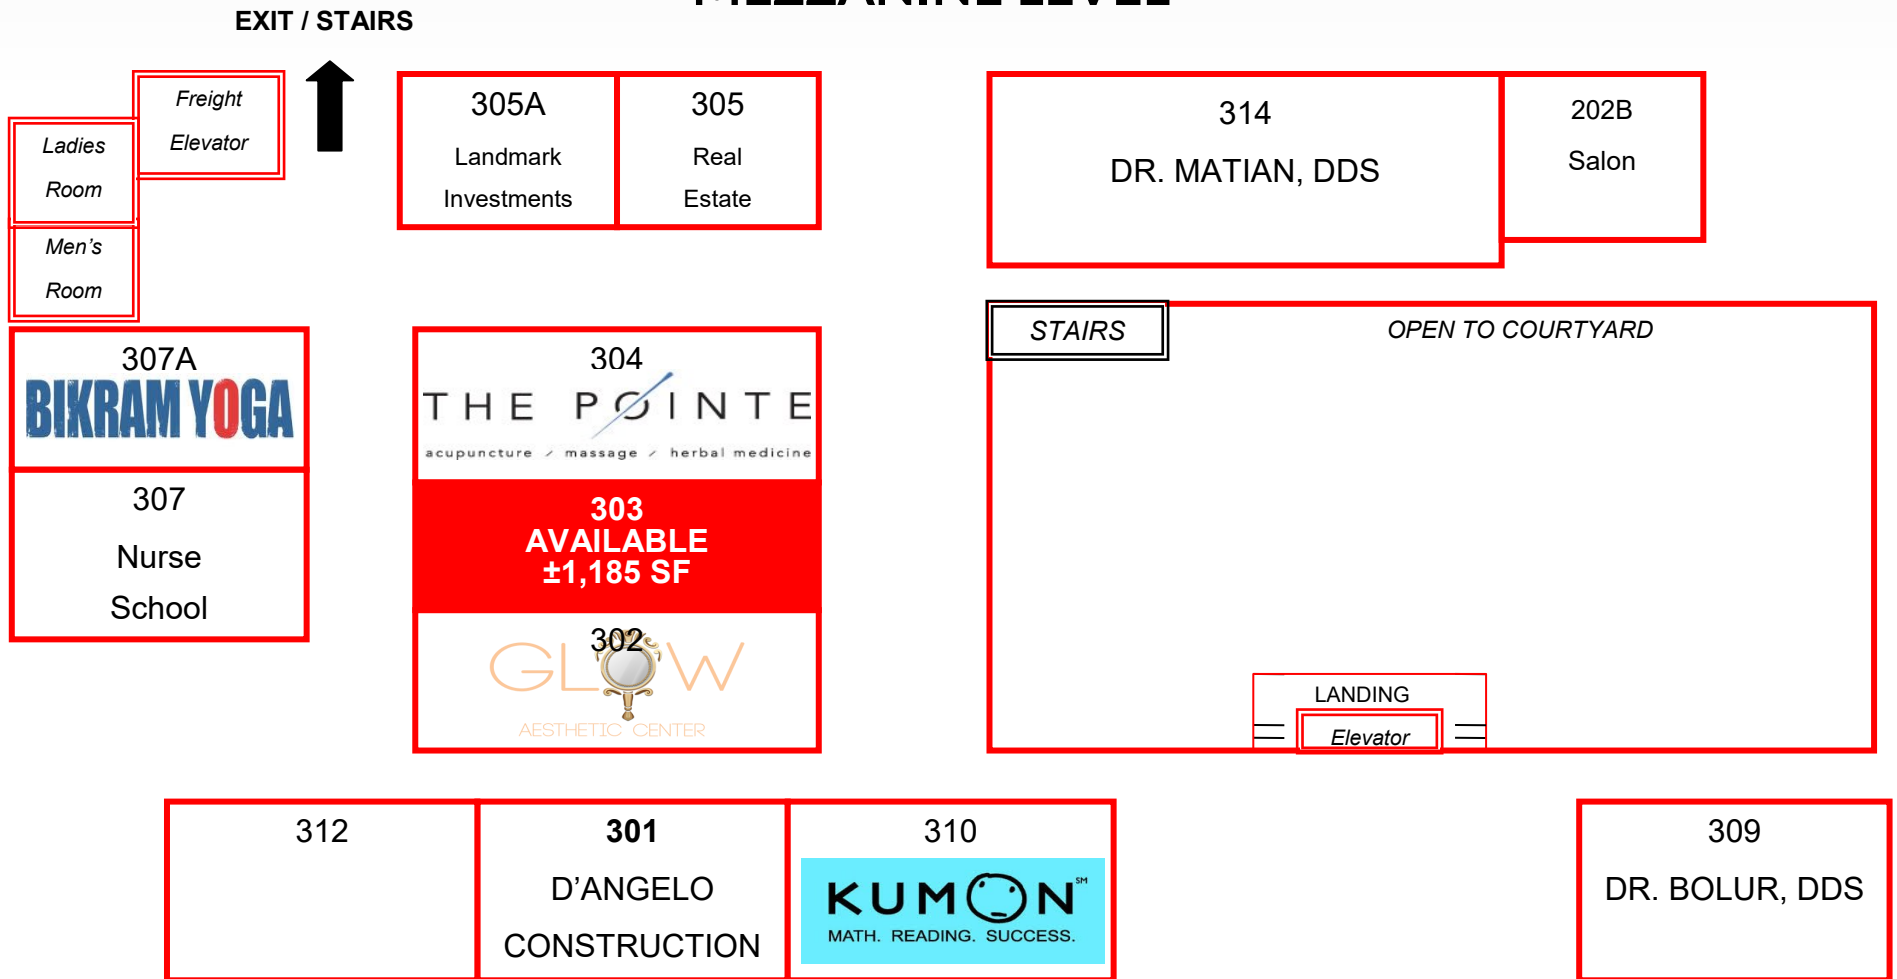 MEZZANINE LEVEL
EXIT / STAIRS
Freight
Elevator
Ladies
Room
Men's
Room
305A
Landmark
Investments
305
Real
Estate
314
DR. MATIAN, DDS
202B
Salon
307A
BIKRAM YOGA
307
Nurse
School
304
THE POINTE
acupuncture / massage / herbal medicine
303
AVAILABLE
±1,185 SF
302
GLOW
AESTHETIC CENTER
STAIRS
OPEN TO COURTYARD
LANDING
Elevator
312
301
D'ANGELO
CONSTRUCTION
310
KUMON℠
MATH. READING. SUCCESS.
309
DR. BOLUR, DDS